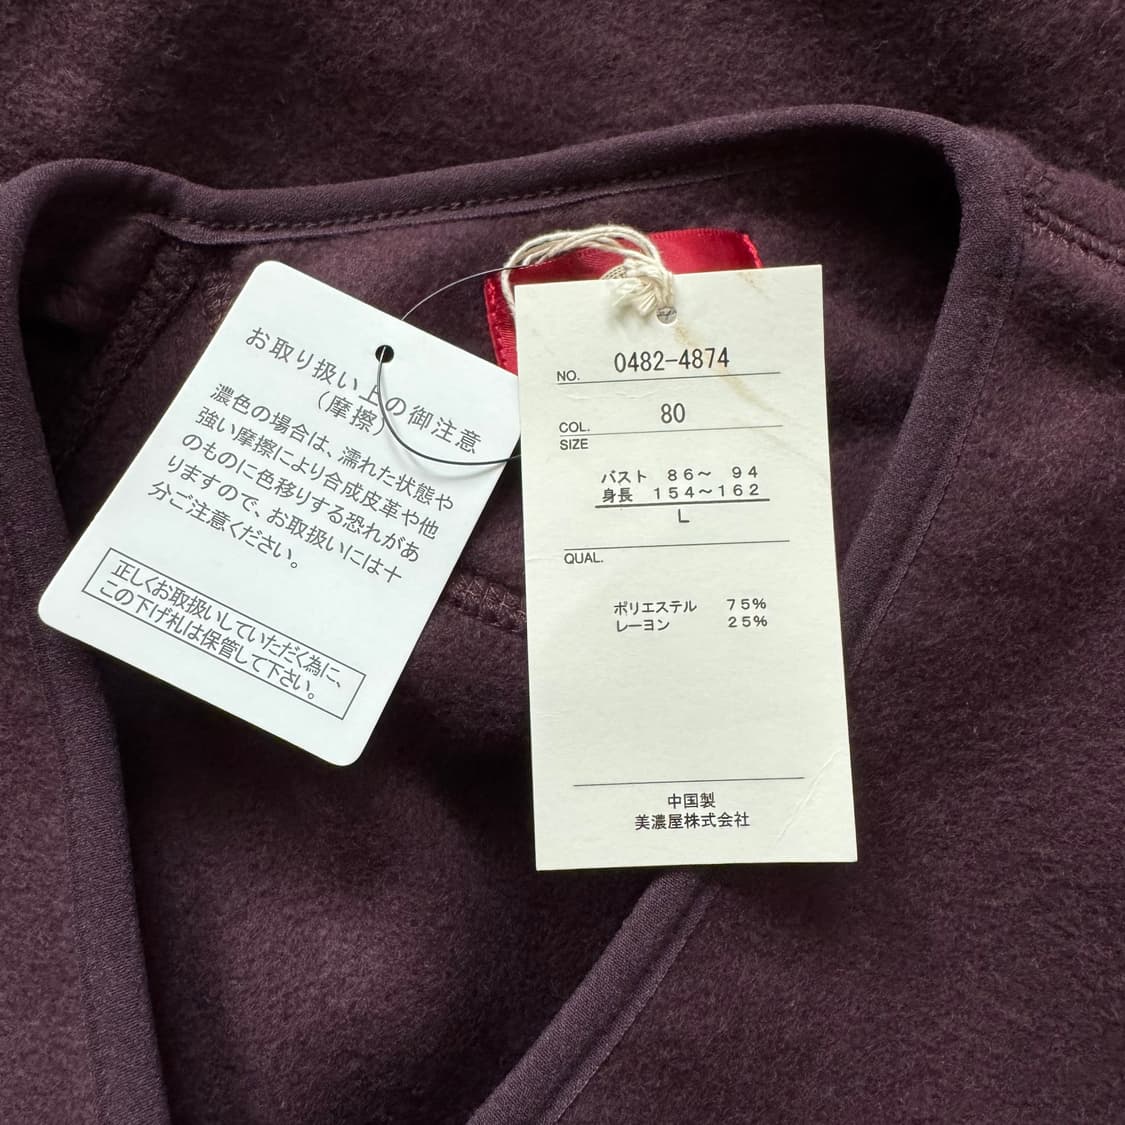 お取り扱い上の御注意
（摩擦）
濃色の場合は、濡れた状態や
強い摩擦により合成皮革や他
のものに色移りする恐れがあ
りますので、お取扱いには十
分ご注意ください。
正しくお取扱いしていただく為に、
この下げ札は保管して下さい。
NO. 0482-4874
COL. 80
SIZE
バスト 86～ 94
身長 154～162
L
QUAL.
ポリエステル 75%
レーヨン 25%
中国製
美濃屋株式会社